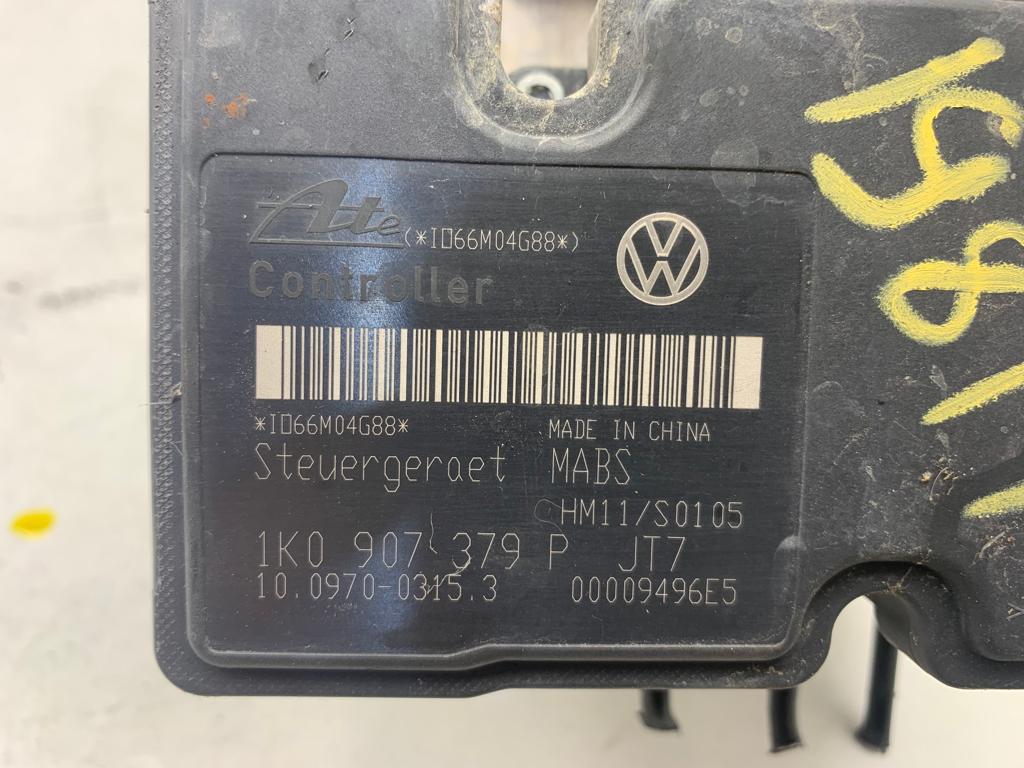 Ate (*I□66M04G88*)
Controller
*I□66M04G88*
MADE IN CHINA
Steuergeraet MABS
HM11/S0105
1K0 907 379 P JT7
10.0970-0315.3 00009496E5